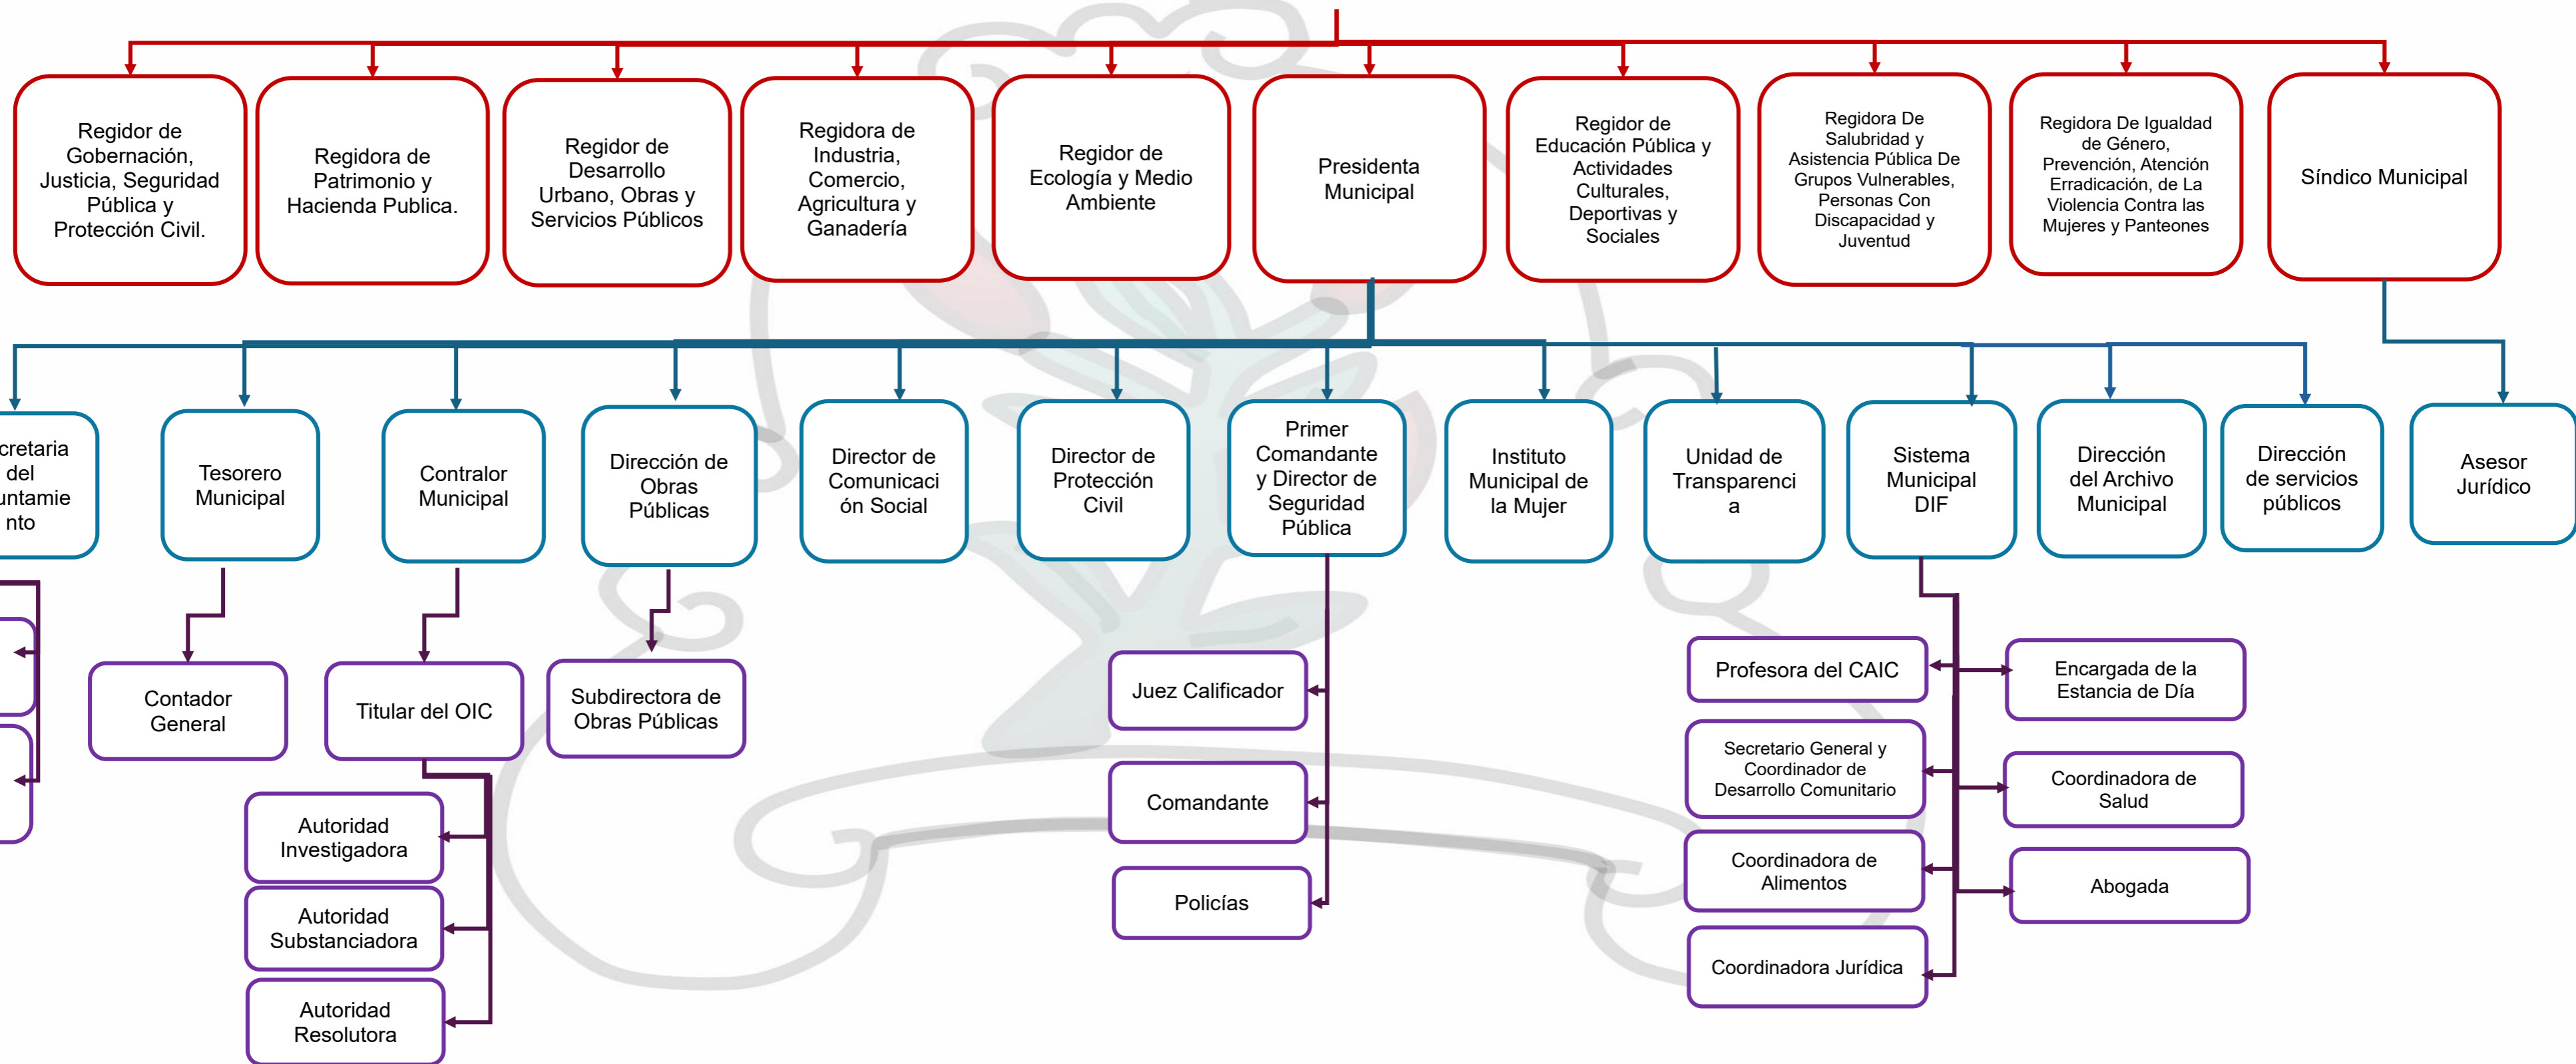 Regidor de
Gobernación,
Justicia, Seguridad
Pública y
Protección Civil.
Regidora de
Patrimonio y
Hacienda Publica.
Regidor de
Desarrollo
Urbano, Obras y
Servicios Públicos
Regidora de
Industria,
Comercio,
Agricultura y
Ganadería
Regidor de
Ecología y Medio
Ambiente
Presidenta
Municipal
Regidor de
Educación Pública y
Actividades
Culturales,
Deportivas y
Sociales
Regidora De
Salubridad y
Asistencia Pública De
Grupos Vulnerables,
Personas Con
Discapacidad y
Juventud
Regidora De Igualdad
de Género,
Prevención, Atención
Erradicación, de La
Violencia Contra las
Mujeres y Panteones
Síndico Municipal
cretaria
del
untamie
nto
Tesorero
Municipal
Contralor
Municipal
Dirección de
Obras
Públicas
Director de
Comunicaci
ón Social
Director de
Protección
Civil
Primer
Comandante
y Director de
Seguridad
Pública
Instituto
Municipal de
la Mujer
Unidad de
Transparenci
a
Sistema
Municipal
DIF
Dirección
del Archivo
Municipal
Dirección
de servicios
públicos
Asesor
Jurídico
Contador
General
Titular del OIC
Subdirectora de
Obras Públicas
Autoridad
Investigadora
Autoridad
Substanciadora
Autoridad
Resolutora
Juez Calificador
Comandante
Policías
Profesora del CAIC
Secretario General y
Coordinador de
Desarrollo Comunitario
Coordinadora de
Alimentos
Coordinadora Jurídica
Encargada de la
Estancia de Día
Coordinadora de
Salud
Abogada